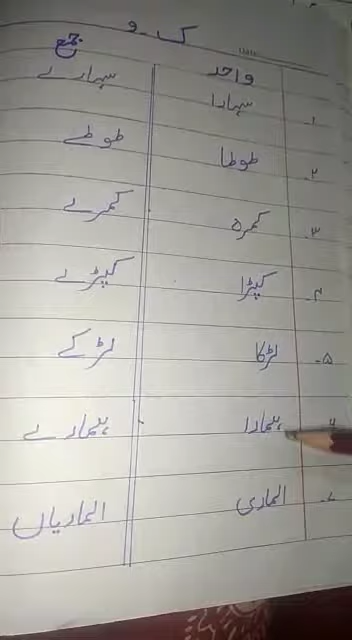 ک ۔ و
واحد جمع
۱۔ سہارا سہارے
۲۔ طوطا طوطے
۳۔ کمرہ کمرے
۴۔ کپڑا کپڑے
۵۔ لڑکا لڑکے
۶۔ ہمارا ہمارے
۷۔ الماری الماریاں